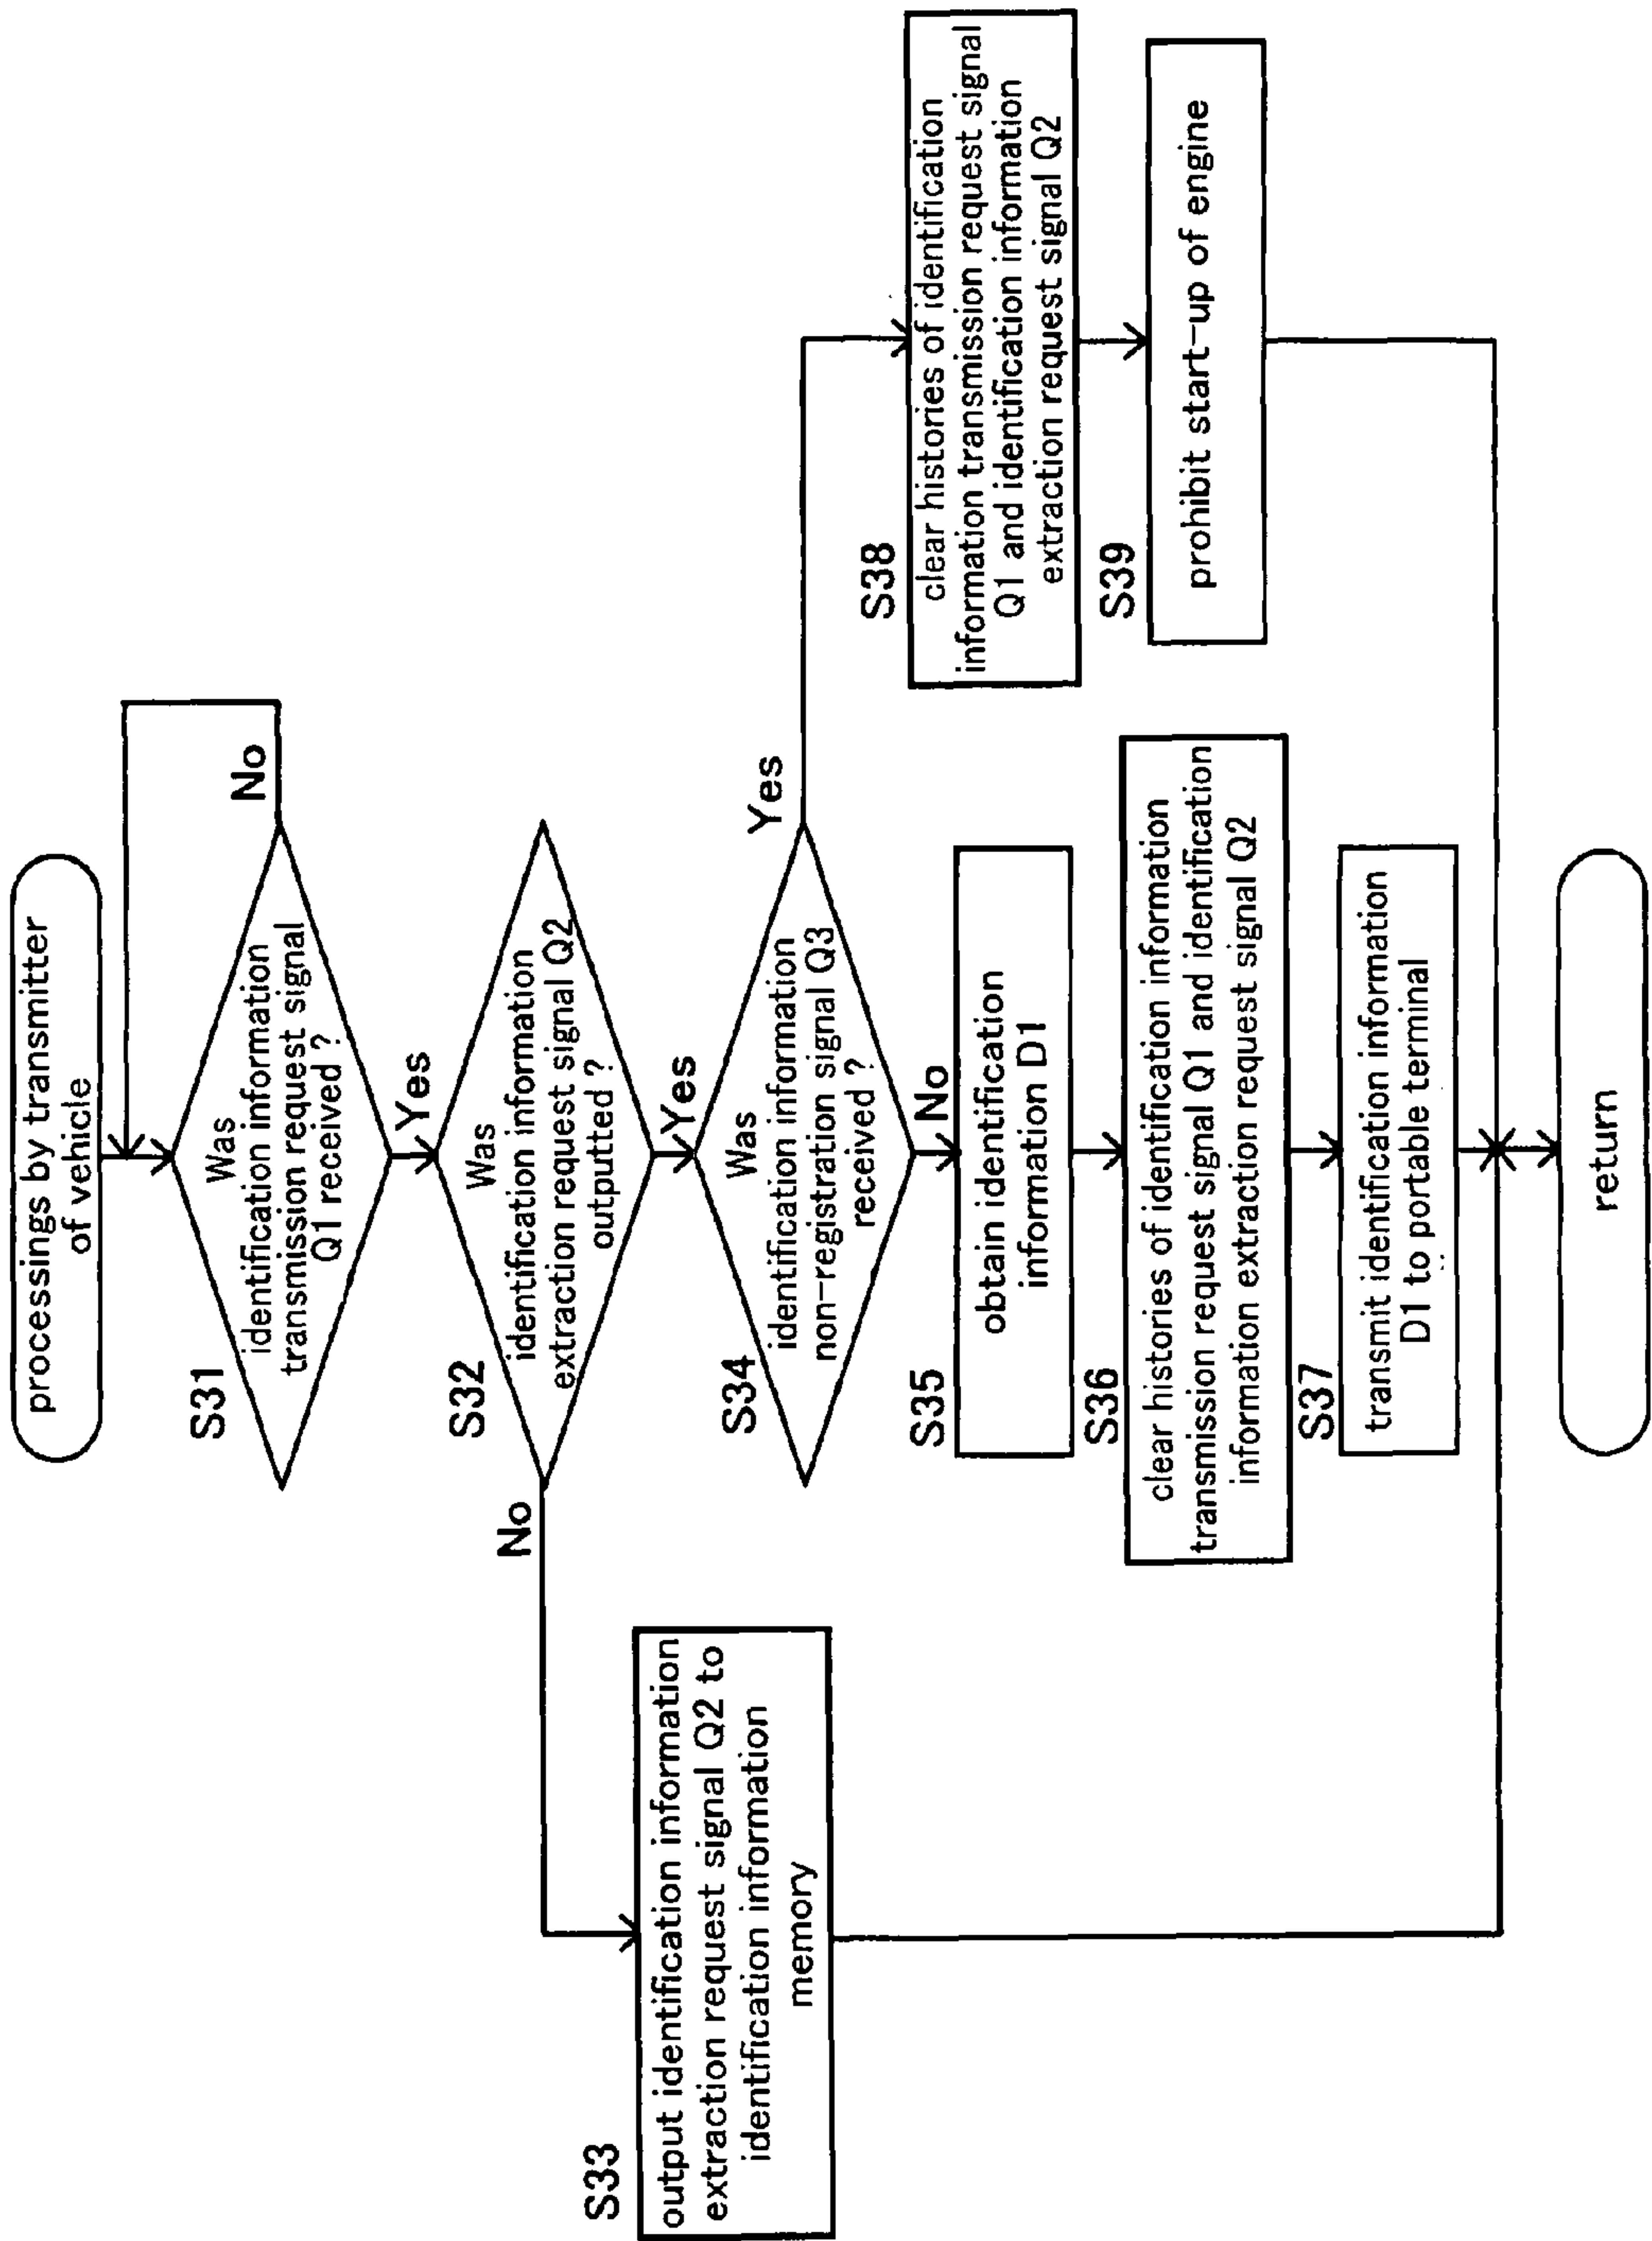 processings by transmitter
of vehicle
S31
Was
identification information
transmission request signal
Q1 received ?
No
Yes
S32
Was
identification information
extraction request signal Q2
outputted ?
No
Yes
S33
output identification information
extraction request signal Q2 to
identification information
memory
S34
Was
identification information
non-registration signal Q3
received ?
Yes
No
S35
obtain identification
information D1
S36
clear histories of identification information
transmission request signal Q1 and identification
information extraction request signal Q2
S37
transmit identification information
D1 to portable terminal
S38
clear histories of identification
information transmission request signal
Q1 and identification information
extraction request signal Q2
S39
prohibit start-up of engine
return